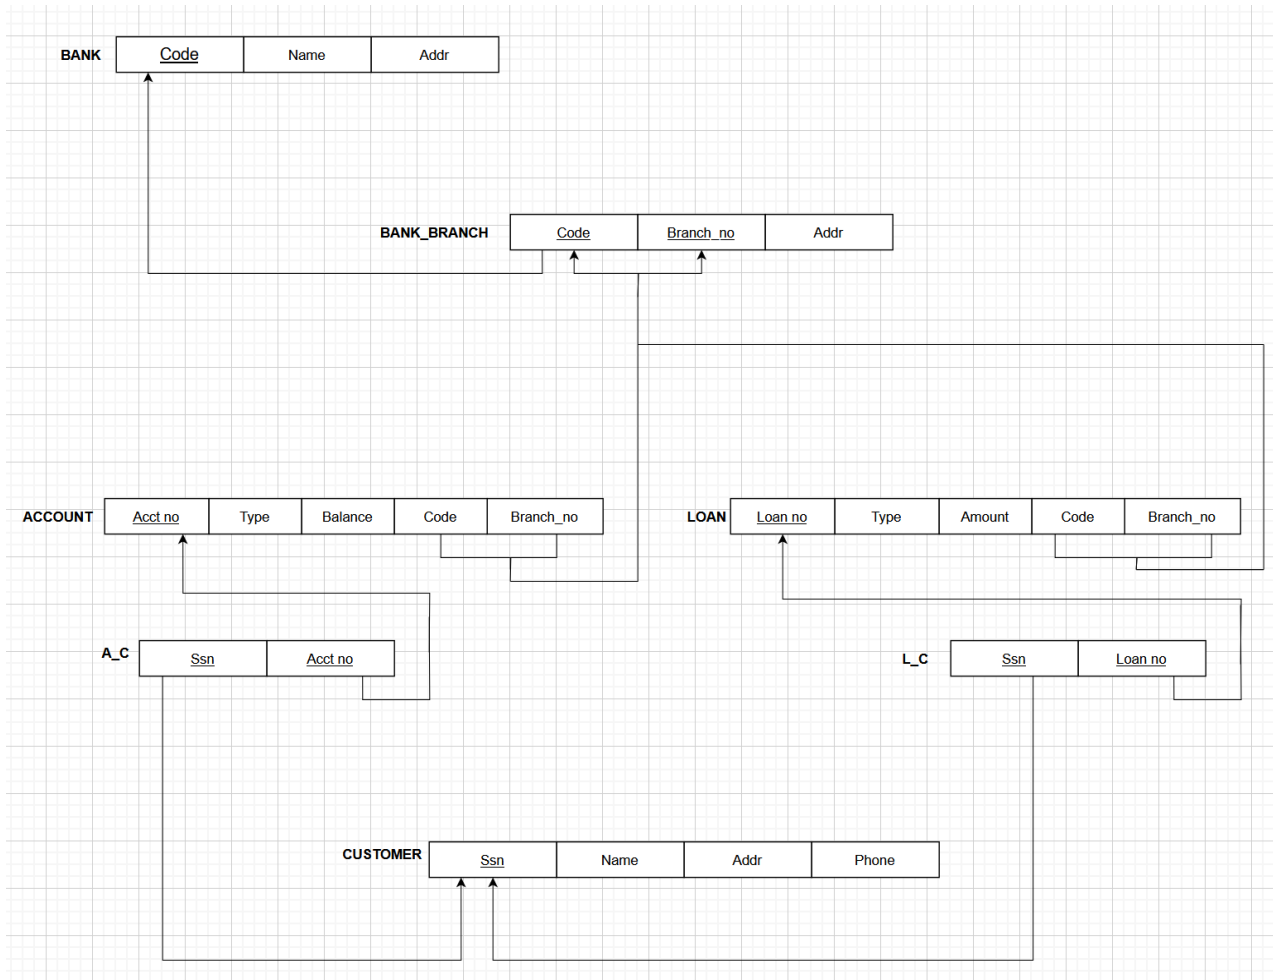 BANK Code Name Addr
BANK_BRANCH Code Branch_no Addr
ACCOUNT Acct no Type Balance Code Branch_no
LOAN Loan no Type Amount Code Branch_no
A_C Ssn Acct no
L_C Ssn Loan no
CUSTOMER Ssn Name Addr Phone